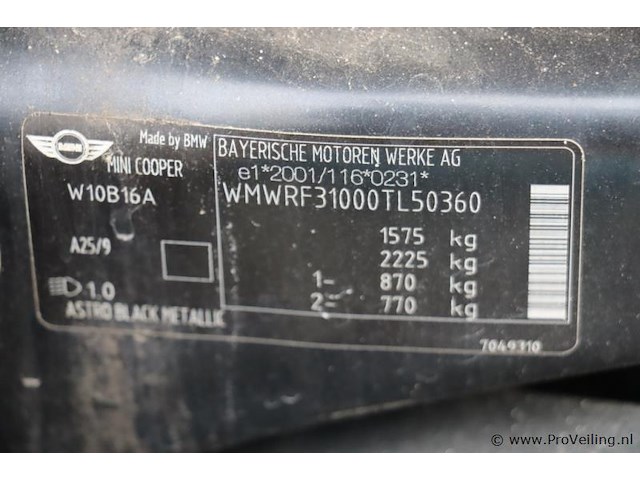 MINI
Made by BMW
MINI COOPER
W10B16A
A25/9
1.0
ASTRO BLACK METALLIC
BAYERISCHE MOTOREN WERKE AG
e1*2001/116*0231*
WMWRF31000TL50360
1575 kg
2225 kg
1- 870 kg
2- 770 kg
7049310
© www.ProVeiling.nl